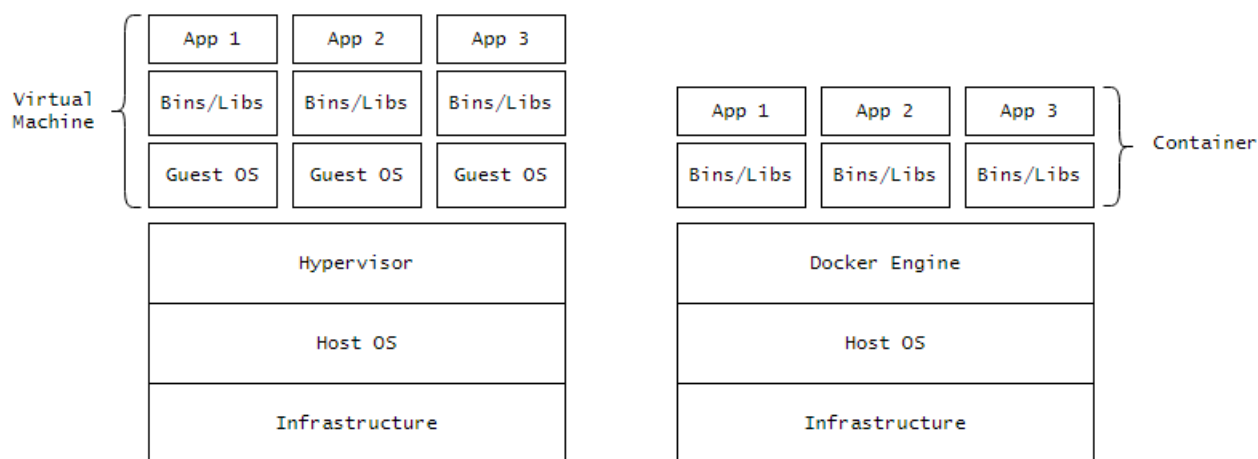 App 1 App 2 App 3
Virtual
Machine
Bins/Libs Bins/Libs Bins/Libs
Guest OS Guest OS Guest OS
Hypervisor
Host OS
Infrastructure
App 1 App 2 App 3
Container
Bins/Libs Bins/Libs Bins/Libs
Docker Engine
Host OS
Infrastructure